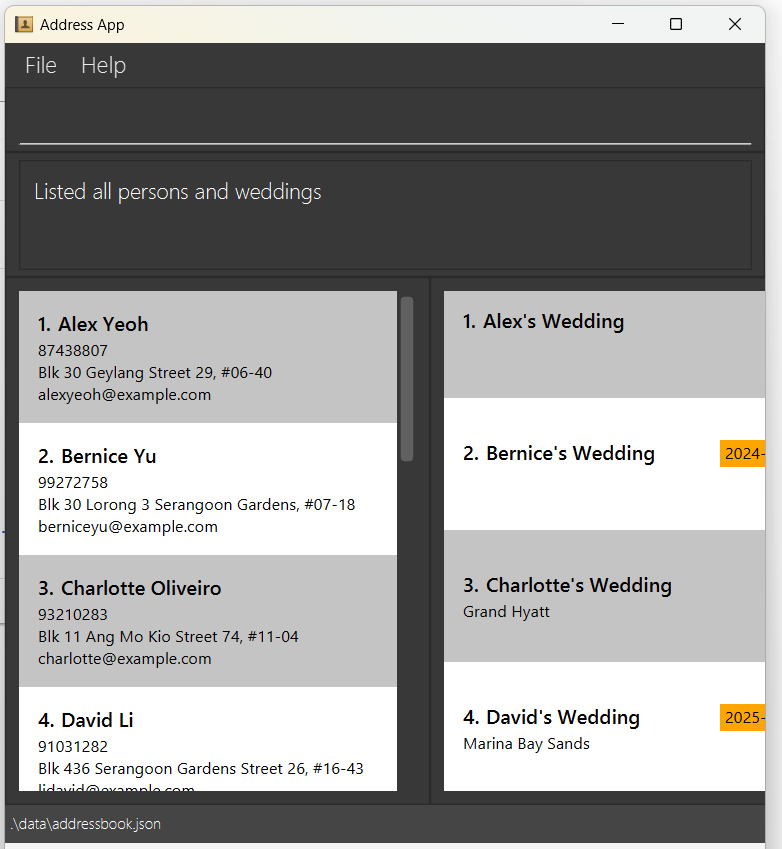 Address App
File Help
Listed all persons and weddings
1. Alex Yeoh
87438807
Blk 30 Geylang Street 29, #06-40
alexyeoh@example.com
2. Bernice Yu
99272758
Blk 30 Lorong 3 Serangoon Gardens, #07-18
berniceyu@example.com
3. Charlotte Oliveiro
93210283
Blk 11 Ang Mo Kio Street 74, #11-04
charlotte@example.com
4. David Li
91031282
Blk 436 Serangoon Gardens Street 26, #16-43
lidavid@example.com
1. Alex's Wedding
2. Bernice's Wedding 2024-
3. Charlotte's Wedding
Grand Hyatt
4. David's Wedding 2025-
Marina Bay Sands
.\data\addressbook.json